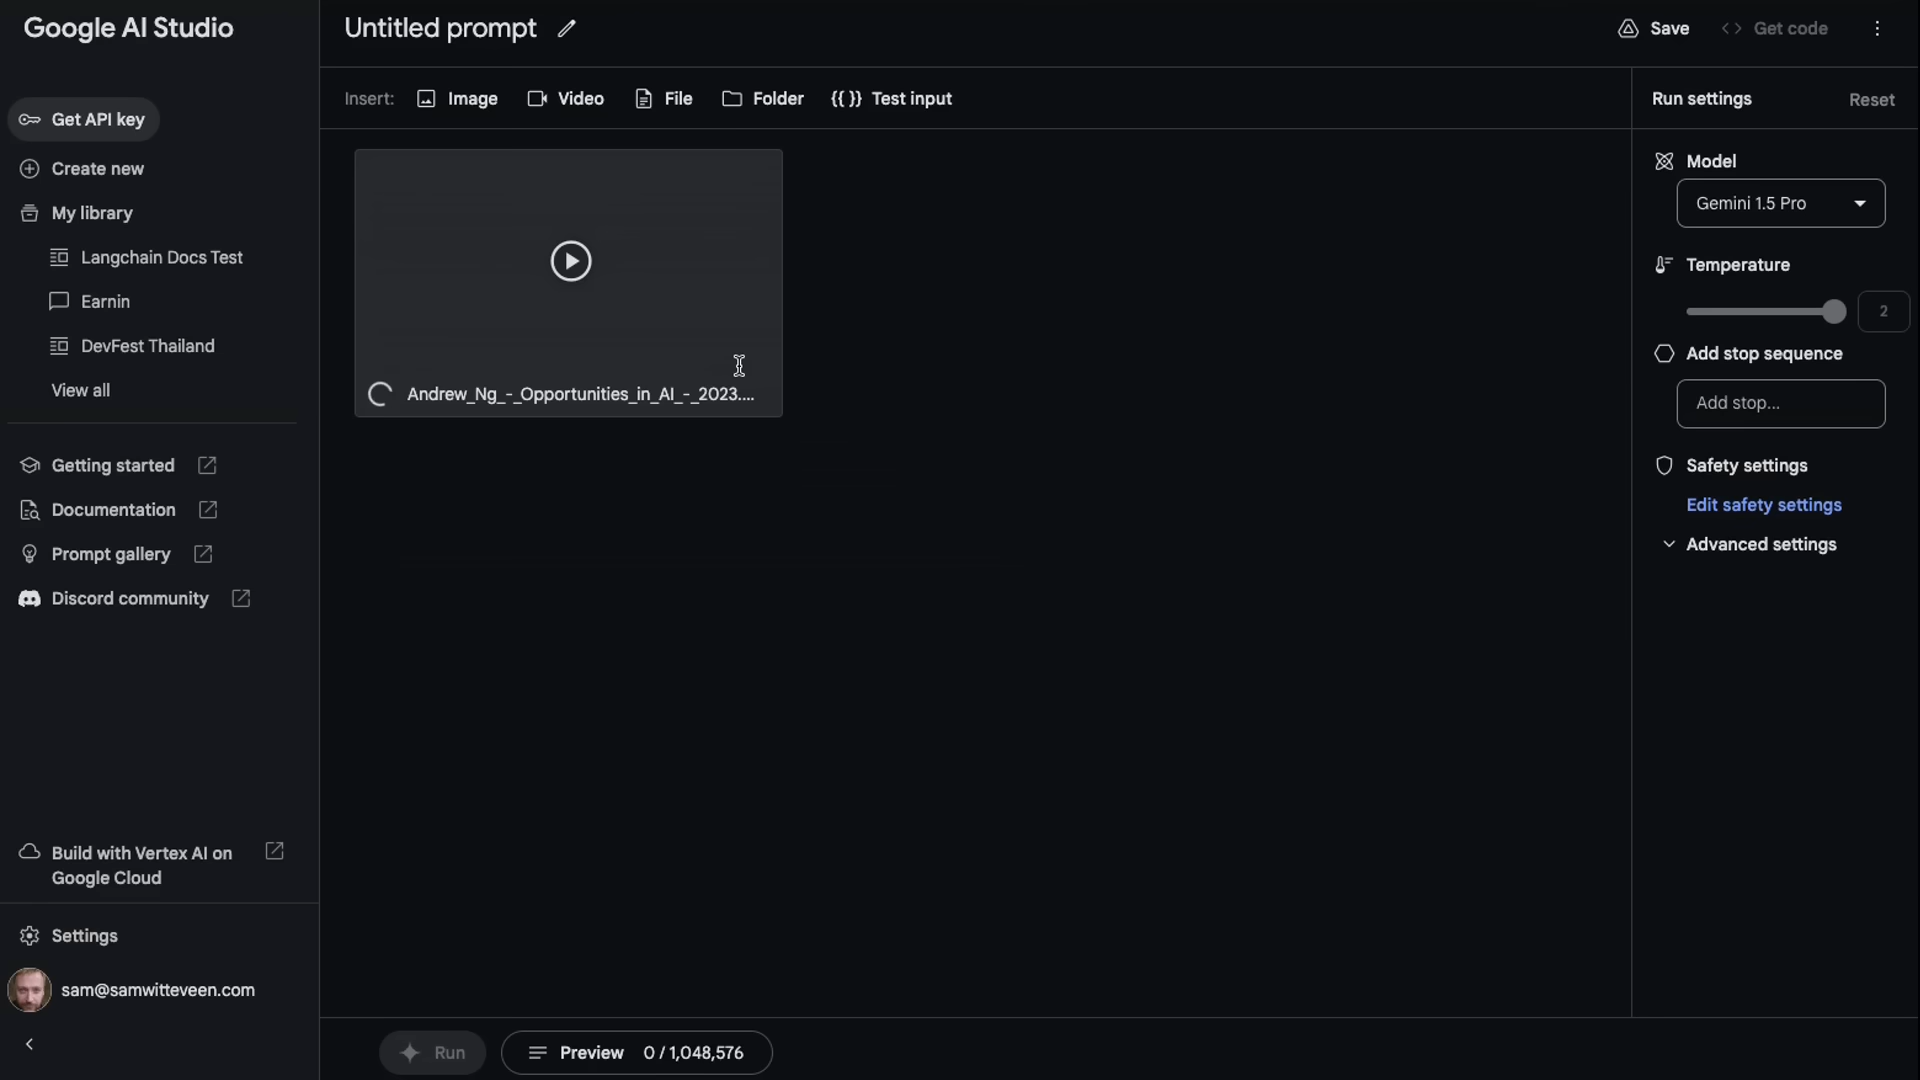 Google AI Studio
Get API key
Create new
My library
Langchain Docs Test
Earnin
DevFest Thailand
View all
Getting started
Documentation
Prompt gallery
Discord community
Build with Vertex AI on
Google Cloud
Settings
sam@samwitteveen.com
Untitled prompt
Save
<> Get code
Insert:
Image
Video
File
Folder
{{ }} Test input
Andrew_Ng_-_Opportunities_in_AI_-_2023....
Run
Preview 0 / 1,048,576
Run settings
Reset
Model
Gemini 1.5 Pro
Temperature
2
Add stop sequence
Add stop...
Safety settings
Edit safety settings
Advanced settings